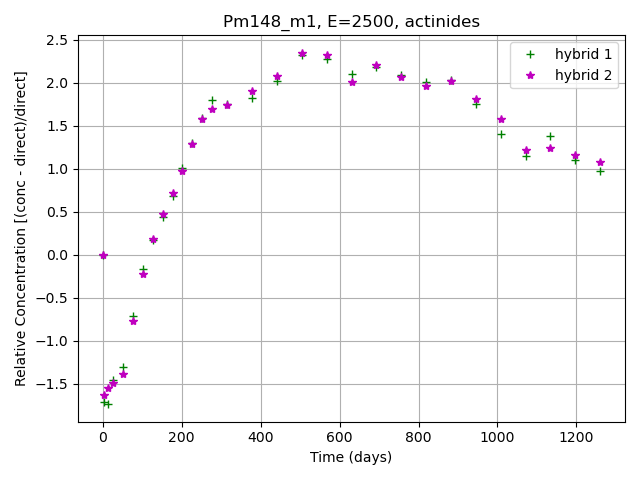 Pm148_m1, E=2500, actinides
Relative Concentration [(conc - direct)/direct]
2.5
2.0
1.5
1.0
0.5
0.0
−0.5
−1.0
−1.5
hybrid 1
hybrid 2
0 200 400 600 800 1000 1200
Time (days)